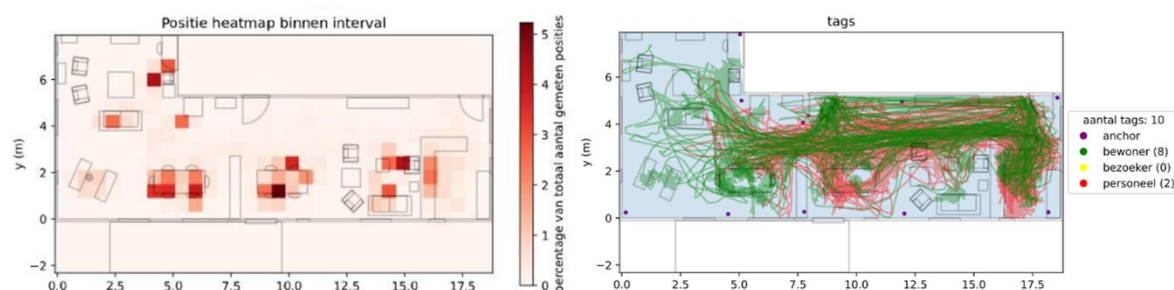 Positie heatmap binnen interval
y (m)
6
4
2
0
−2
0.0 2.5 5.0 7.5 10.0 12.5 15.0 17.5
5
4
3
2
1
0
percentage van totaal aantal gemeten posities
tags
y (m)
6
4
2
0
−2
0.0 2.5 5.0 7.5 10.0 12.5 15.0 17.5
aantal tags: 10
anchor
bewoner (8)
bezoeker (0)
personeel (2)